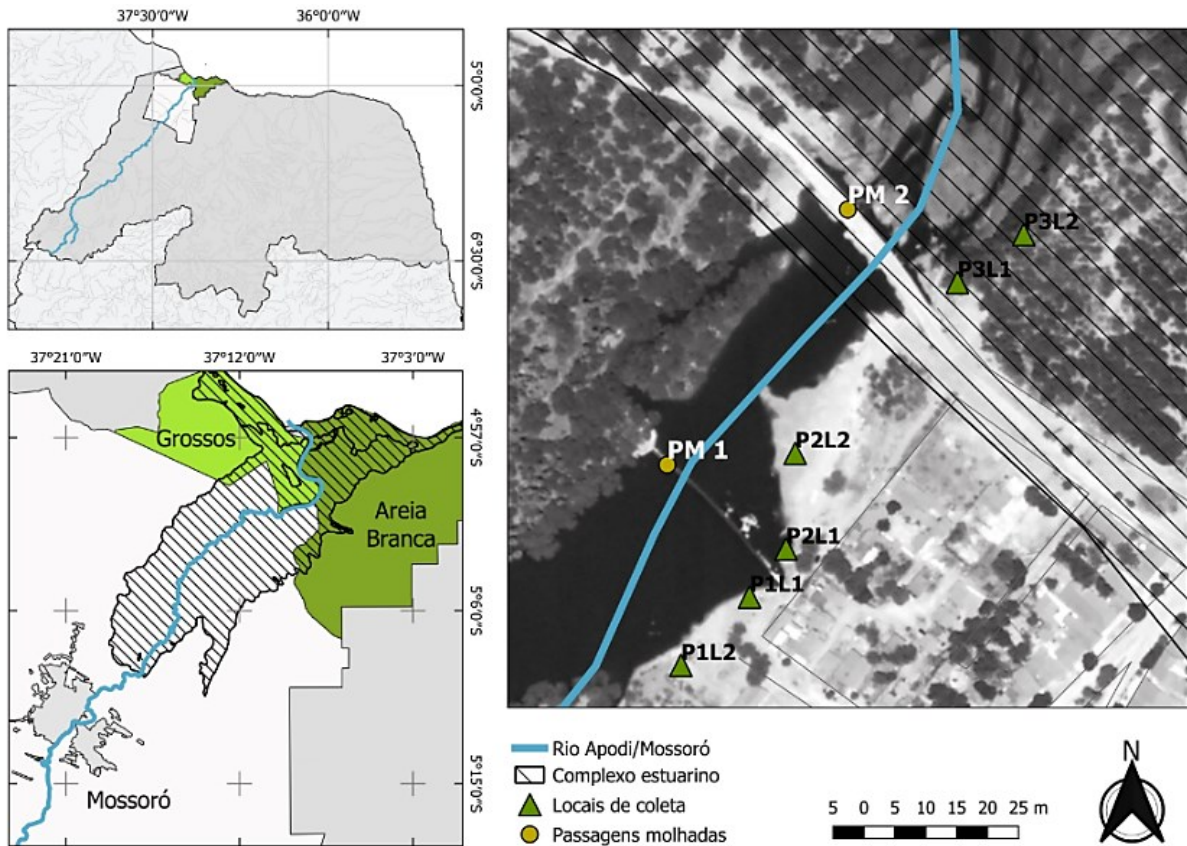 37°30'0"W
36°0'0"W
5°0'0"S
6°30'0"S
37°21'0"W
37°12'0"W
37°3'0"W
4°57'0"S
5°6'0"S
5°15'0"S
Grossos
Areia
Branca
Mossoró
PM 2
P3L2
P3L1
PM 1
P2L2
P2L1
P1L1
P1L2
Rio Apodi/Mossoró
Complexo estuarino
Locais de coleta
Passagens molhadas
5 0 5 10 15 20 25 m
N